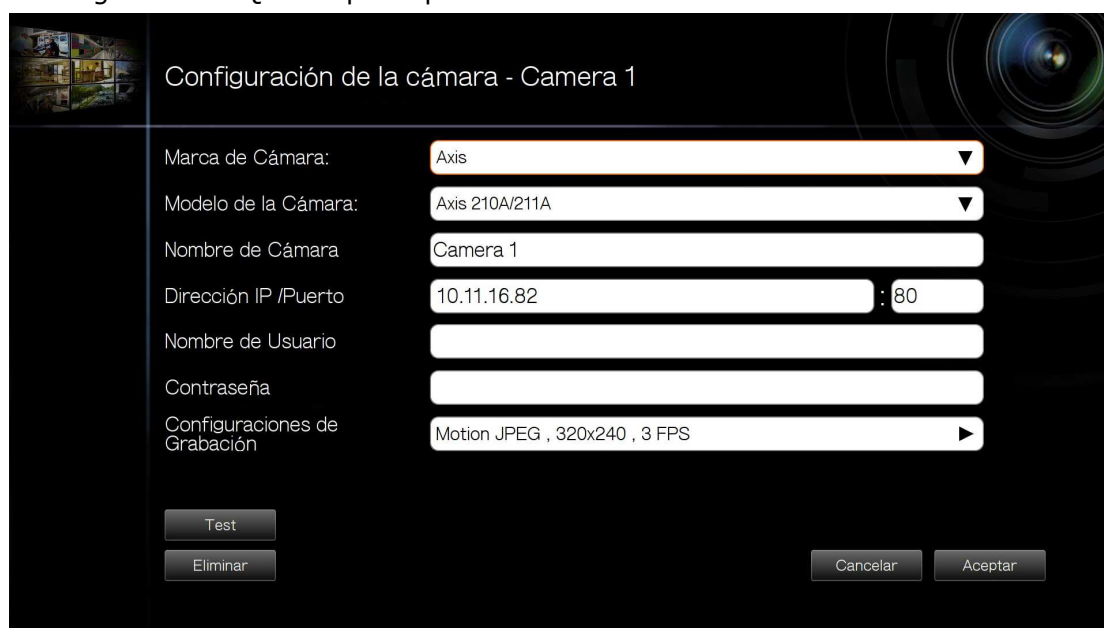 Configuración de la cámara - Camera 1
Marca de Cámara: Axis
Modelo de la Cámara: Axis 210A/211A
Nombre de Cámara Camera 1
Dirección IP /Puerto 10.11.16.82 : 80
Nombre de Usuario
Contraseña
Configuraciones de
Grabación
Motion JPEG , 320x240 , 3 FPS
Test
Eliminar
Cancelar Aceptar